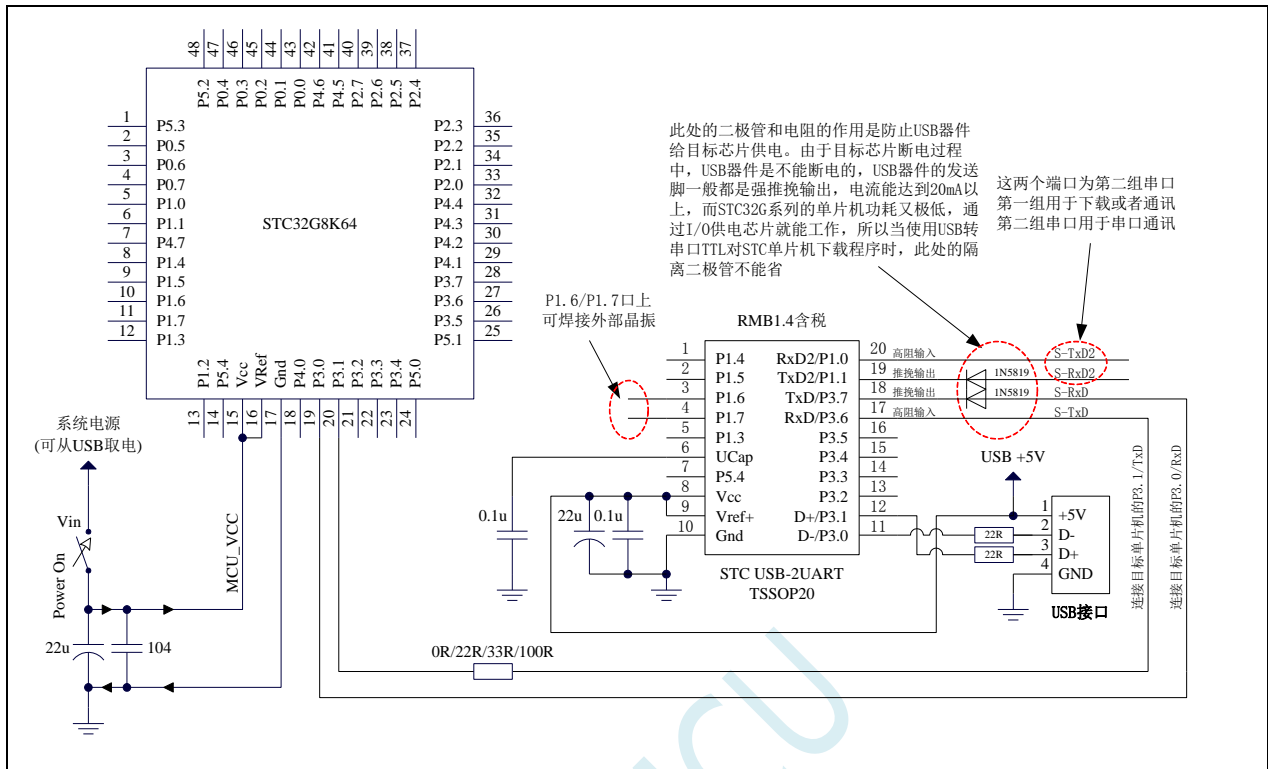 48 47 46 45 44 43 42 41 40 39 38 37
P5.2 P0.4 P0.3 P0.2 P0.1 P0.0 P4.6 P4.5 P2.7 P2.6 P2.5 P2.4
1 P5.3
2 P0.5
3 P0.6
4 P0.7
5 P1.0
6 P1.1
7 P4.7
8 P1.4
9 P1.5
10 P1.6
11 P1.7
12 P1.3
STC32G8K64
P2.3 36
P2.2 35
P2.1 34
P2.0 33
P4.4 32
P4.3 31
P4.2 30
P4.1 29
P3.7 28
P3.6 27
P3.5 26
P5.1 25
P1.2 P5.4 Vcc VRef Gnd P4.0 P3.0 P3.1 P3.2 P3.3 P3.4 P5.0
13 14 15 16 17 18 19 20 21 22 23 24
此处的二极管和电阻的作用是防止USB器件
给目标芯片供电。由于目标芯片断电过程
中，USB器件是不能断电的，USB器件的发送
脚一般都是强推挽输出，电流能达到20mA以
上，而STC32G系列的单片机功耗又极低，通
过I/O供电芯片就能工作，所以当使用USB转
串口TTL对STC单片机下载程序时，此处的隔
离二极管不能省
这两个端口为第二组串口
第一组用于下载或者通讯
第二组串口用于串口通讯
P1.6/P1.7口上
可焊接外部晶振
RMB1.4含税
1 P1.4
2 P1.5
3 P1.6
4 P1.7
5 P1.3
6 UCap
7 P5.4
8 Vcc
9 Vref+
10 Gnd
RxD2/P1.0 20 高阻输入 S-TxD2
TxD2/P1.1 19 推挽输出 1N5819 S-RxD2
TxD/P3.7 18 推挽输出 1N5819 S-RxD
RxD/P3.6 17 高阻输入 S-TxD
P3.5 16
P3.4 15
P3.3 14
P3.2 13
D+/P3.1 12
D-/P3.0 11
STC USB-2UART
TSSOP20
USB +5V
1 +5V
2 D-
3 D+
4 GND
USB接口
22R
22R
连接目标单片机的P3.1/TxD
连接目标单片机的P3.0/RxD
0.1u
22u
0.1u
系统电源
(可从USB取电)
Vin
Power On
MCU_VCC
22u
104
0R/22R/33R/100R
MCU